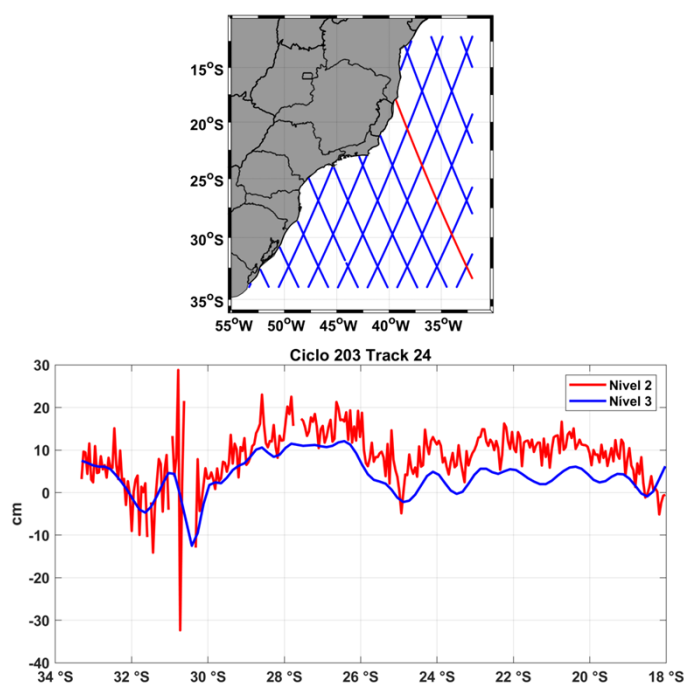 15°S
20°S
25°S
30°S
35°S
55°W 50°W 45°W 40°W 35°W
Ciclo 203 Track 24
30
20
10
0
-10
-20
-30
-40
cm
Nivel 2
Nivel 3
34 °S 32 °S 30 °S 28 °S 26 °S 24 °S 22 °S 20 °S 18 °S